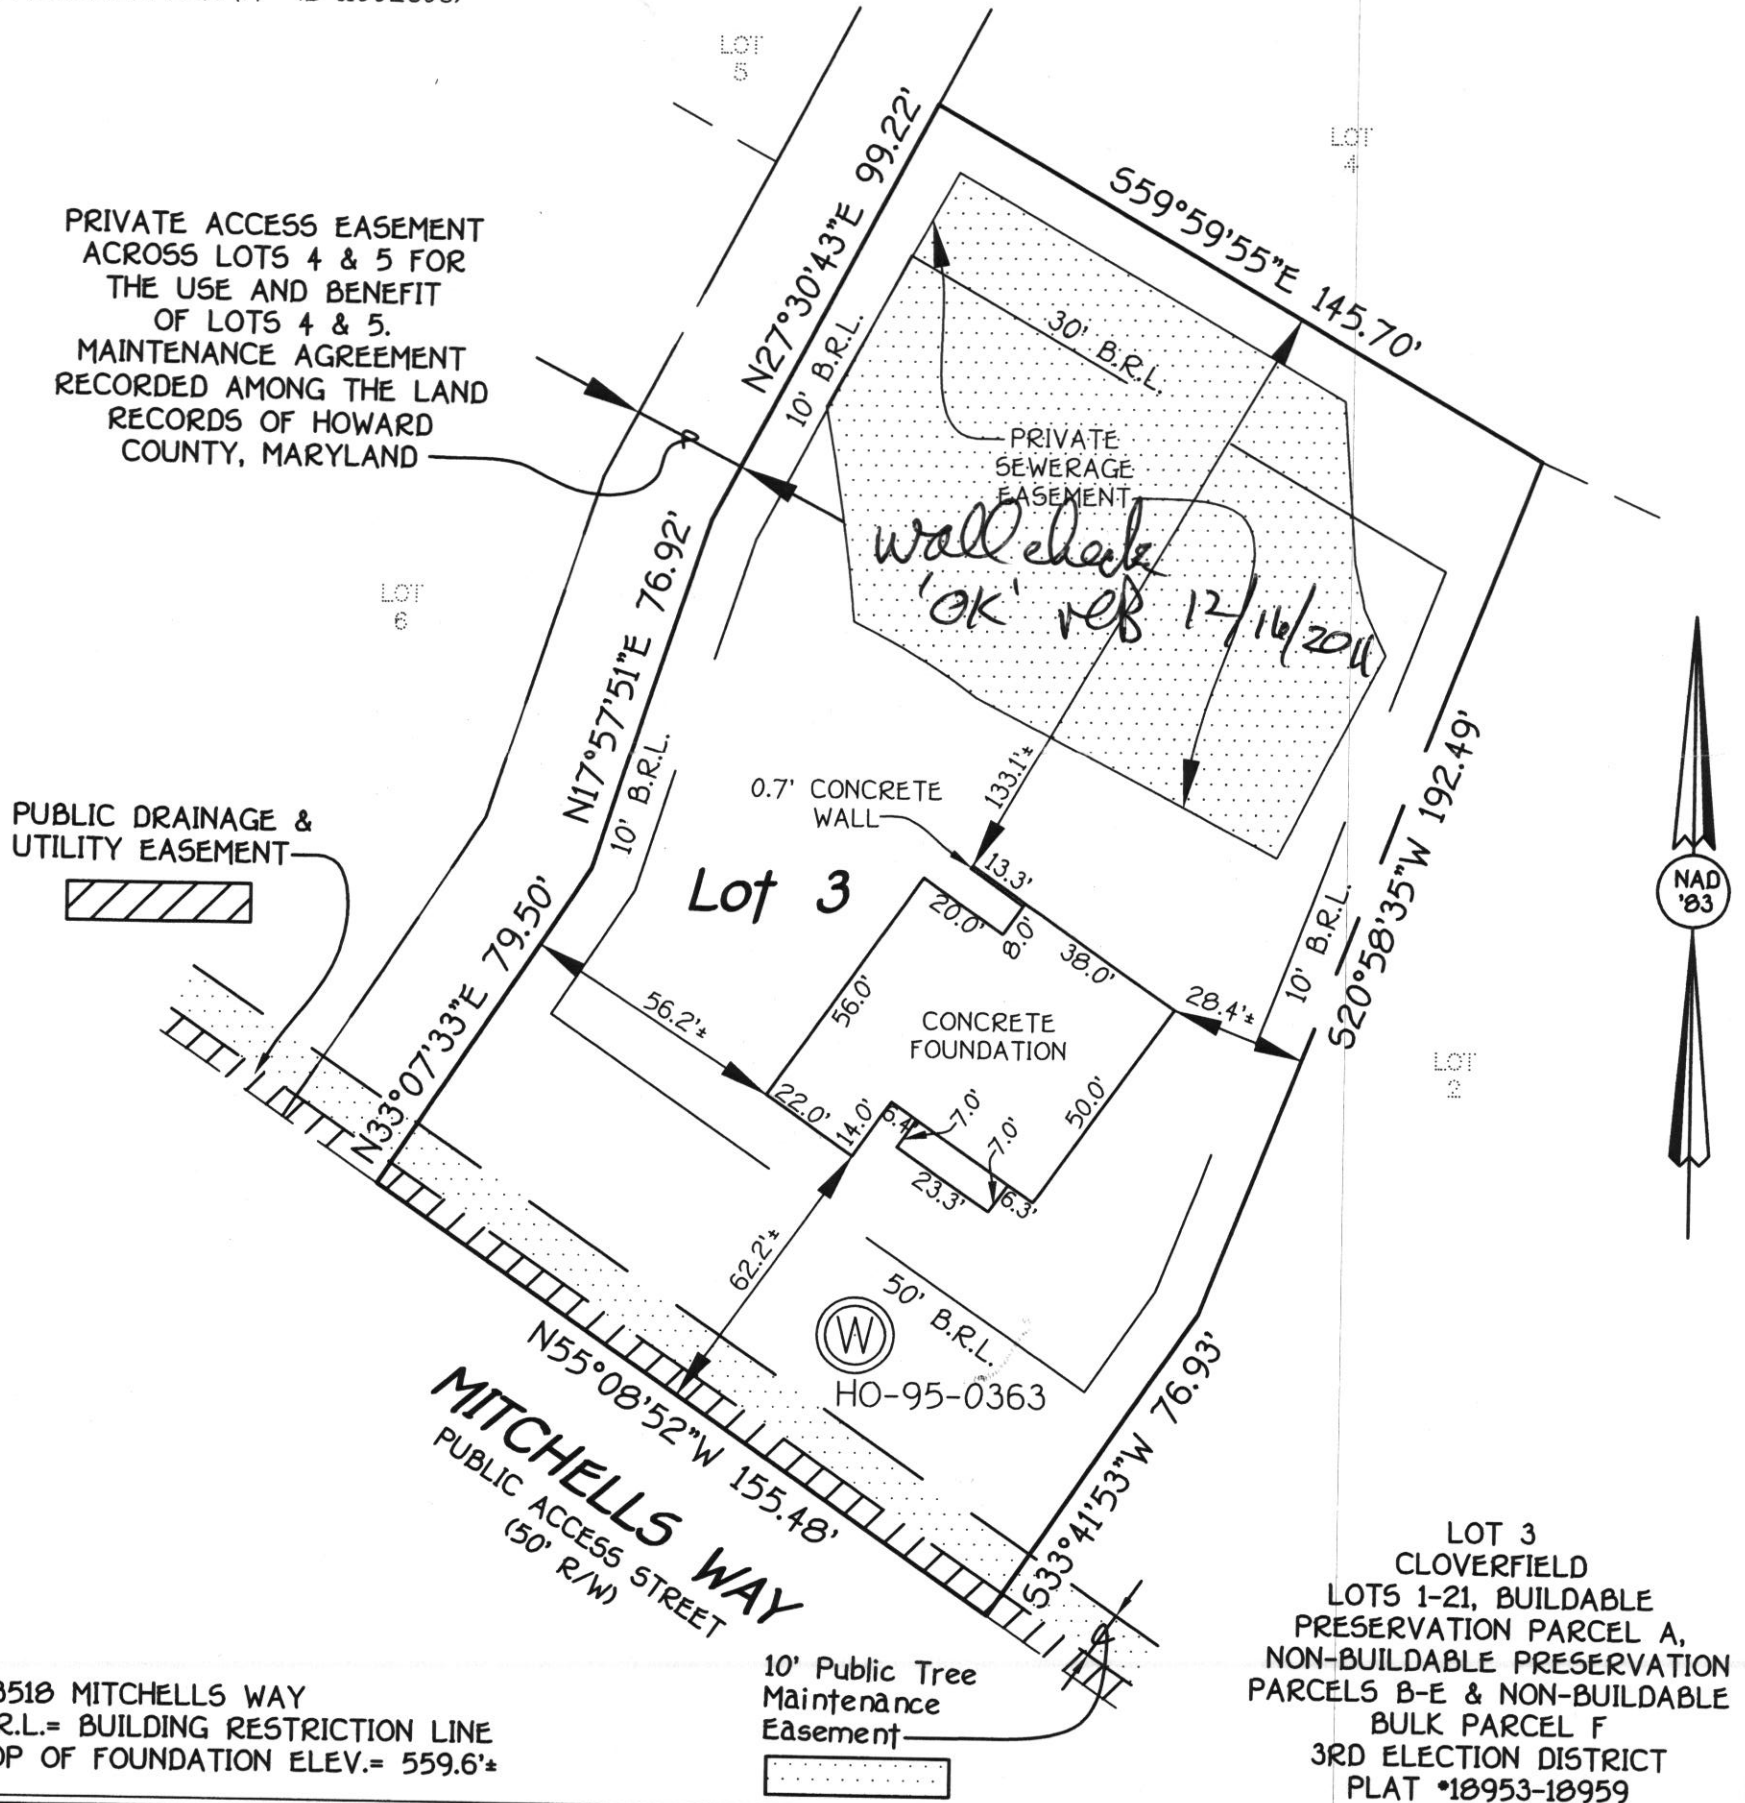 LOT
5
LOT
4
PRIVATE ACCESS EASEMENT
ACROSS LOTS 4 & 5 FOR
THE USE AND BENEFIT
OF LOTS 4 & 5.
MAINTENANCE AGREEMENT
RECORDED AMONG THE LAND
RECORDS OF HOWARD
COUNTY, MARYLAND
N27°30'43"E 99.22'
S59°59'55"E 145.70'
10' B.R.L.
30' B.R.L.
PRIVATE
SEWERAGE
EASEMENT
wall check
'OK' 12/16/2011
LOT
6
N17°57'51"E 76.92'
10' B.R.L.
133.1'±
0.7' CONCRETE
WALL
PUBLIC DRAINAGE &
UTILITY EASEMENT
Lot 3
13.3'
20.0'
8.0'
38.0'
56.0'
28.4'±
10' B.R.L.
S20°58'35"W 192.49'
NAD
'83
N33°07'33"E 79.50'
56.2'±
CONCRETE
FOUNDATION
LOT
2
22.0'
14.0'
6.4'
7.0'
7.0'
50.0'
23.3'
6.3'
62.2'±
50' B.R.L.
W
HO-95-0363
N55°08'52"W 155.48'
MITCHELLS WAY
PUBLIC ACCESS STREET
(50' R/W)
S33°41'53"W 76.93'
10' Public Tree
Maintenance
Easement
3518 MITCHELLS WAY
R.L.= BUILDING RESTRICTION LINE
OP OF FOUNDATION ELEV.= 559.6'±
LOT 3
CLOVERFIELD
LOTS 1-21, BUILDABLE
PRESERVATION PARCEL A,
NON-BUILDABLE PRESERVATION
PARCELS B-E & NON-BUILDABLE
BULK PARCEL F
3RD ELECTION DISTRICT
PLAT #18953-18959